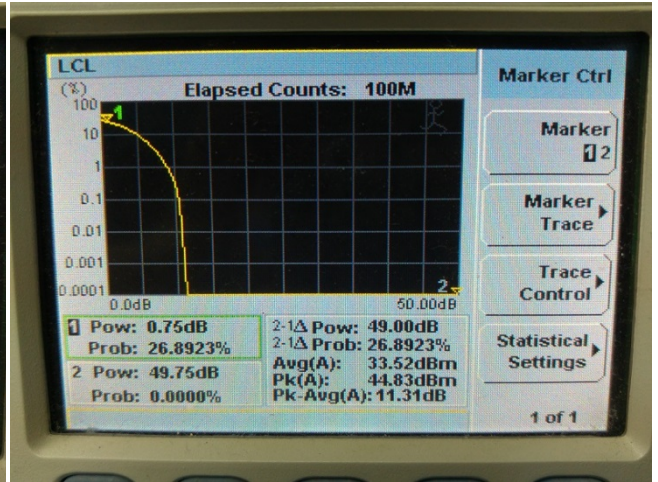 LCL
(%)
Elapsed Counts: 100M
100
1
10
1
0.1
0.01
0.001
0.0001
2
0.0dB
50.00dB
1 Pow: 0.75dB
Prob: 26.8923%
2 Pow: 49.75dB
Prob: 0.0000%
2-1Δ Pow: 49.00dB
2-1Δ Prob: 26.8923%
Avg(A): 33.52dBm
Pk(A): 44.83dBm
Pk-Avg(A): 11.31dB
Marker Ctrl
Marker
1 2
Marker
Trace
Trace
Control
Statistical
Settings
1 of 1